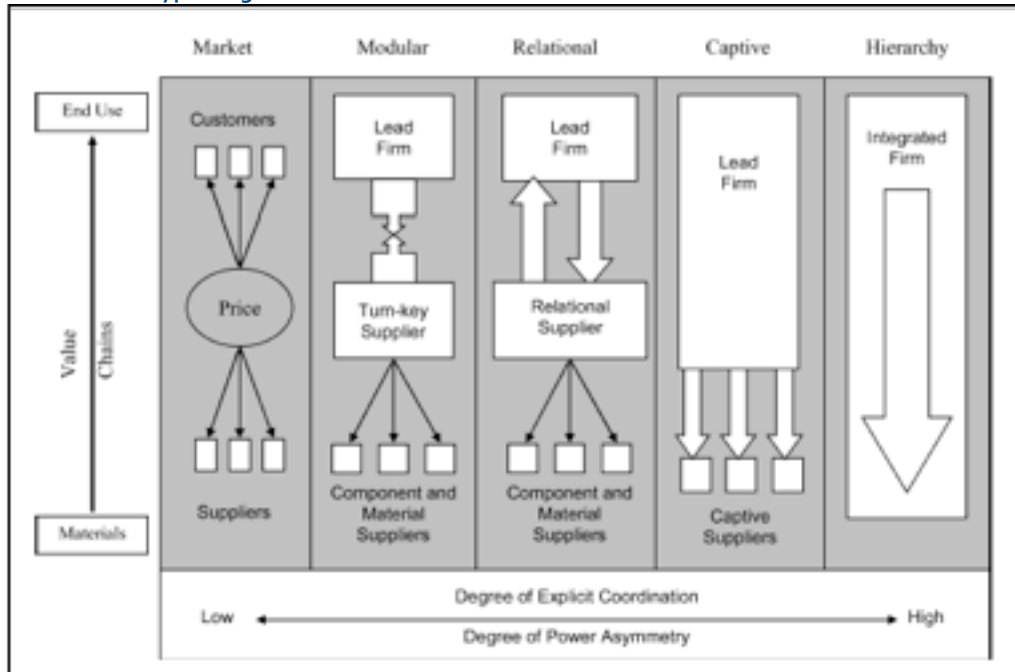 Market
Modular
Relational
Captive
Hierarchy
End Use
Value
Chains
Materials
Customers
Price
Suppliers
Lead
Firm
Turn-key
Supplier
Component and
Material
Suppliers
Lead
Firm
Relational
Supplier
Component and
Material
Suppliers
Lead
Firm
Captive
Suppliers
Integrated
Firm
Degree of Explicit Coordination
Low
High
Degree of Power Asymmetry